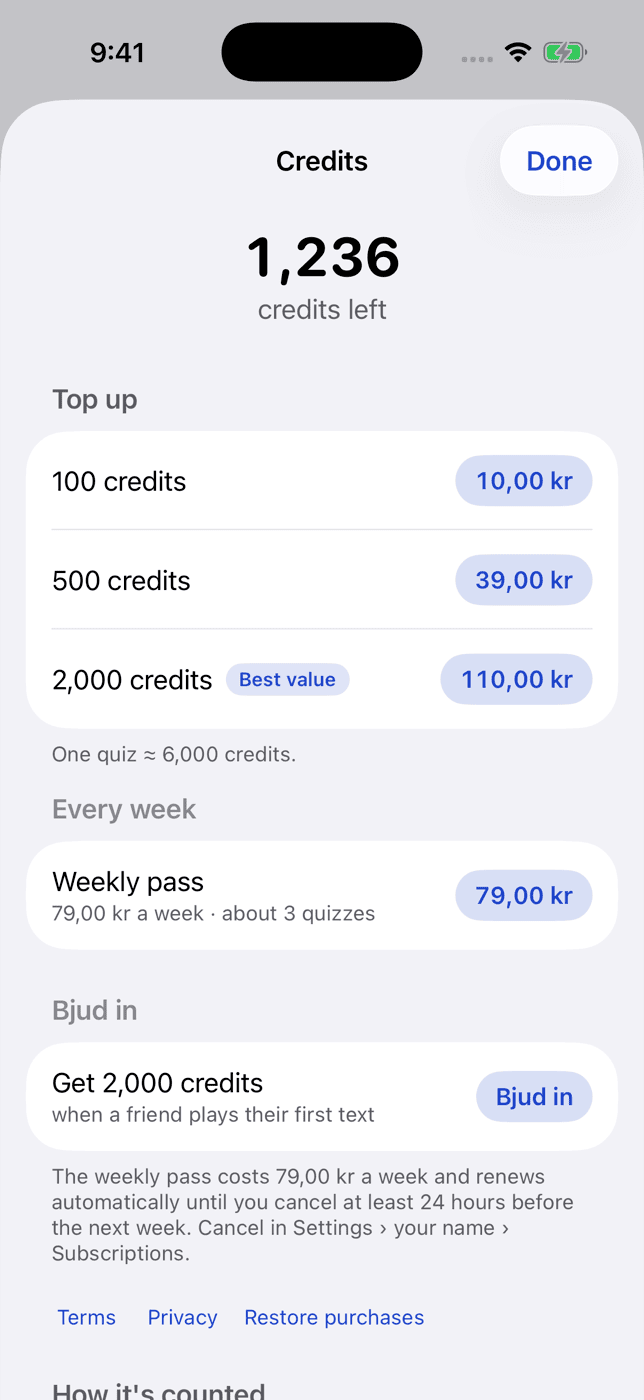 9:41
Credits
Done
1,236
credits left
Top up
100 credits
10,00 kr
500 credits
39,00 kr
2,000 credits
Best value
110,00 kr
One quiz ≈ 6,000 credits.
Every week
Weekly pass
79,00 kr a week · about 3 quizzes
79,00 kr
Bjud in
Get 2,000 credits
when a friend plays their first text
Bjud in
The weekly pass costs 79,00 kr a week and renews
automatically until you cancel at least 24 hours before
the next week. Cancel in Settings › your name ›
Subscriptions.
Terms
Privacy
Restore purchases
How it's counted